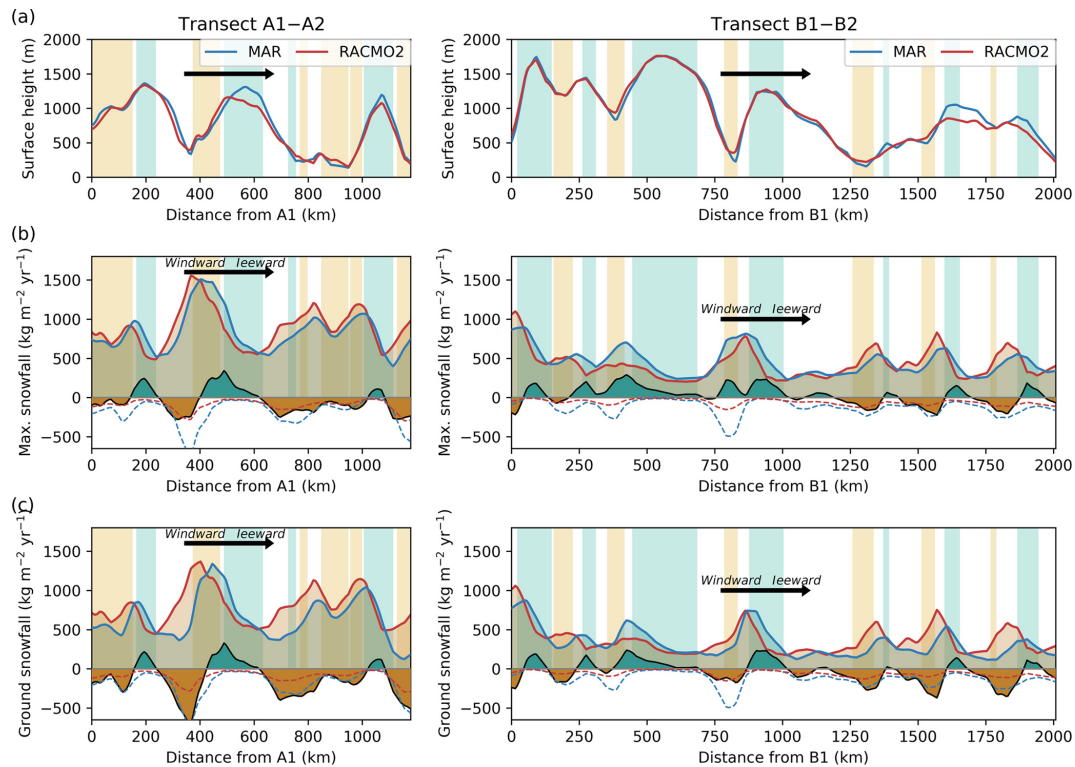 (a)
Transect A1−A2
Transect B1−B2
MAR RACMO2
MAR RACMO2
Surface height (m)
2000
1500
1000
500
0
0 200 400 600 800 1000
Distance from A1 (km)
Surface height (m)
2000
1500
1000
500
0
0 250 500 750 1000 1250 1500 1750 2000
Distance from B1 (km)
(b)
Windward leeward
Max. snowfall (kg m−2 yr−1)
1500
1000
500
0
−500
0 200 400 600 800 1000
Distance from A1 (km)
Windward leeward
Max. snowfall (kg m−2 yr−1)
1500
1000
500
0
−500
0 250 500 750 1000 1250 1500 1750 2000
Distance from B1 (km)
(c)
Windward leeward
Ground snowfall (kg m−2 yr−1)
1500
1000
500
0
−500
0 200 400 600 800 1000
Distance from A1 (km)
Windward leeward
Ground snowfall (kg m−2 yr−1)
1500
1000
500
0
−500
0 250 500 750 1000 1250 1500 1750 2000
Distance from B1 (km)